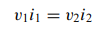 v₁i₁ = v₂i₂